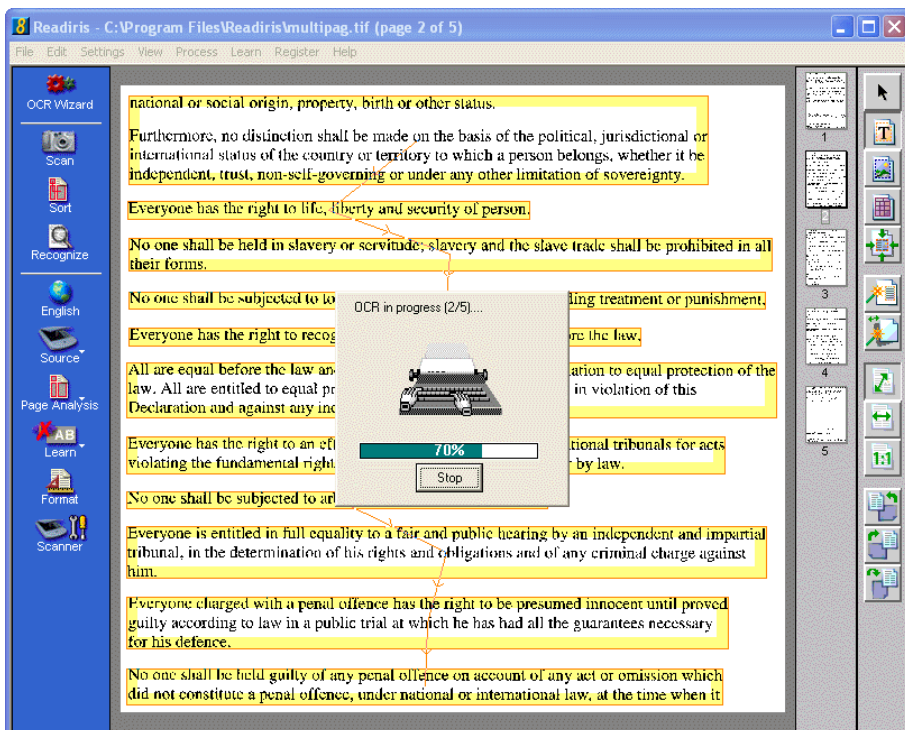 Readiris - C:\Program Files\Readiris\multipag.tif (page 2 of 5)
File Edit Settings View Process Learn Register Help
OCR Wizard
Scan
Sort
Recognize
English
Source
Page Analysis
Learn
Format
Scanner
national or social origin, property, birth or other status.
Furthermore, no distinction shall be made on the basis of the political, jurisdictional or
international status of the country or territory to which a person belongs, whether it be
independent, trust, non-self-governing or under any other limitation of sovereignty.
Everyone has the right to life, liberty and security of person.
No one shall be held in slavery or servitude; slavery and the slave trade shall be prohibited in all
their forms.
No one shall be subjected to to ding treatment or punishment.
Everyone has the right to recog re the law.
All are equal before the law an ation to equal protection of the
law. All are entitled to equal pr in violation of this
Declaration and against any inc
Everyone has the right to an ef tional tribunals for acts
violating the fundamental right by law.
No one shall be subjected to ar
Everyone is entitled in full equality to a fair and public hearing by an independent and impartial
tribunal, in the determination of his rights and obligations and of any criminal charge against
him.
Everyone charged with a penal offence has the right to be presumed innocent until proved
guilty according to law in a public trial at which he has had all the guarantees necessary
for his defence.
No one shall be held guilty of any penal offence on account of any act or omission which
did not constitute a penal offence, under national or international law, at the time when it
OCR in progress (2/5)....
70%
Stop
1
2
3
4
5
T
1:1